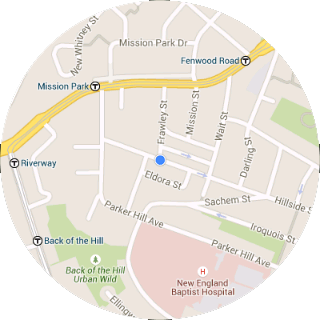 New Whitney St
Mission Park Dr
Fenwood Road
T
Mission Park
T
Frawley St
Mission St
Wait St
Darling St
T
Riverway
Eldora St
Sachem St
Hillside S
Parker Hill Ave
Iroquois St
T
Back of the Hill
Parker Hill Ave
Back of the Hill
Urban Wild
H
New England
Baptist Hospital